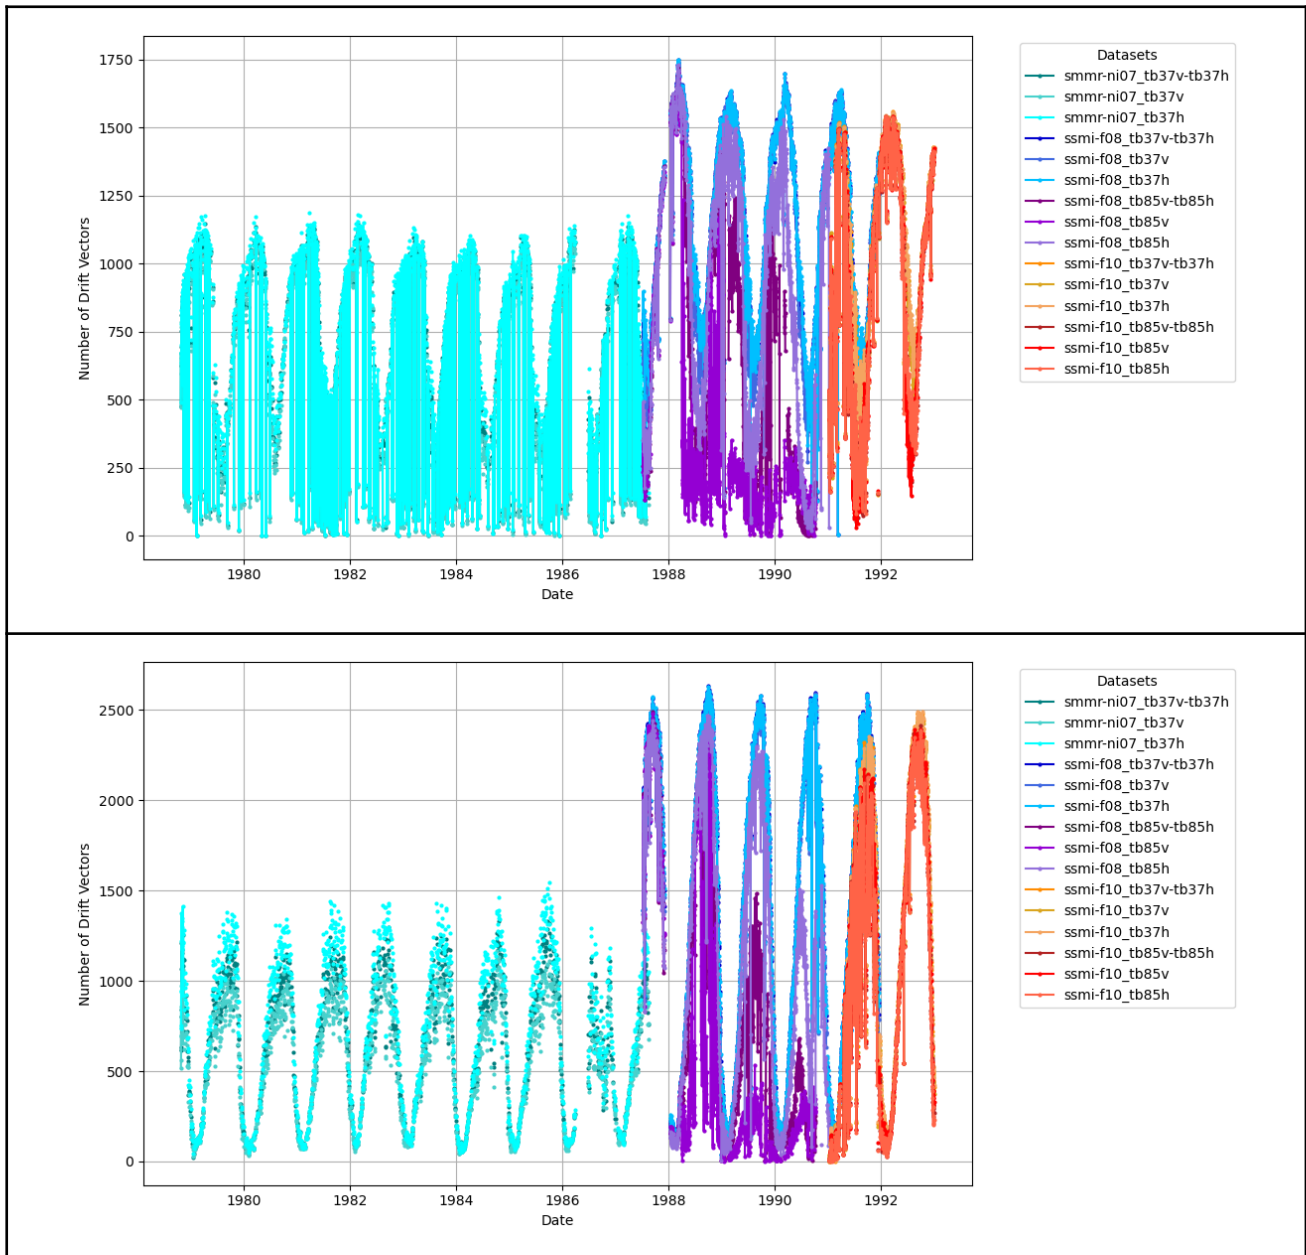 1750
1500
1250
1000
750
500
250
0
Number of Drift Vectors
1980
1982
1984
1986
1988
1990
1992
Date
Datasets
smmr-ni07_tb37v-tb37h
smmr-ni07_tb37v
smmr-ni07_tb37h
ssmi-f08_tb37v-tb37h
ssmi-f08_tb37v
ssmi-f08_tb37h
ssmi-f08_tb85v-tb85h
ssmi-f08_tb85v
ssmi-f08_tb85h
ssmi-f10_tb37v-tb37h
ssmi-f10_tb37v
ssmi-f10_tb37h
ssmi-f10_tb85v-tb85h
ssmi-f10_tb85v
ssmi-f10_tb85h
2500
2000
1500
1000
500
0
Number of Drift Vectors
1980
1982
1984
1986
1988
1990
1992
Date
Datasets
smmr-ni07_tb37v-tb37h
smmr-ni07_tb37v
smmr-ni07_tb37h
ssmi-f08_tb37v-tb37h
ssmi-f08_tb37v
ssmi-f08_tb37h
ssmi-f08_tb85v-tb85h
ssmi-f08_tb85v
ssmi-f08_tb85h
ssmi-f10_tb37v-tb37h
ssmi-f10_tb37v
ssmi-f10_tb37h
ssmi-f10_tb85v-tb85h
ssmi-f10_tb85v
ssmi-f10_tb85h